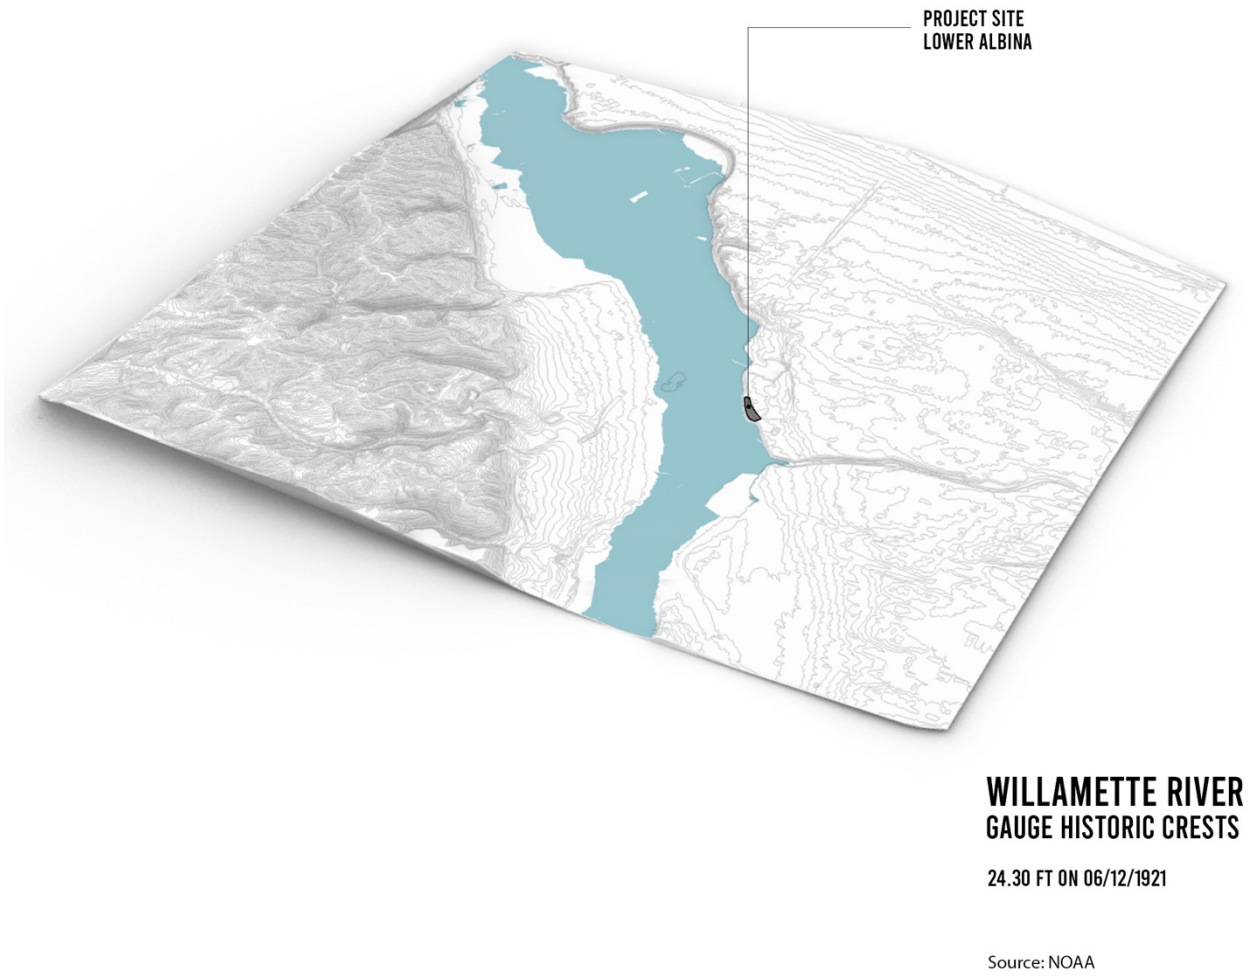 PROJECT SITE
LOWER ALBINA
WILLAMETTE RIVER
GAUGE HISTORIC CRESTS
24.30 FT ON 06/12/1921
Source: NOAA